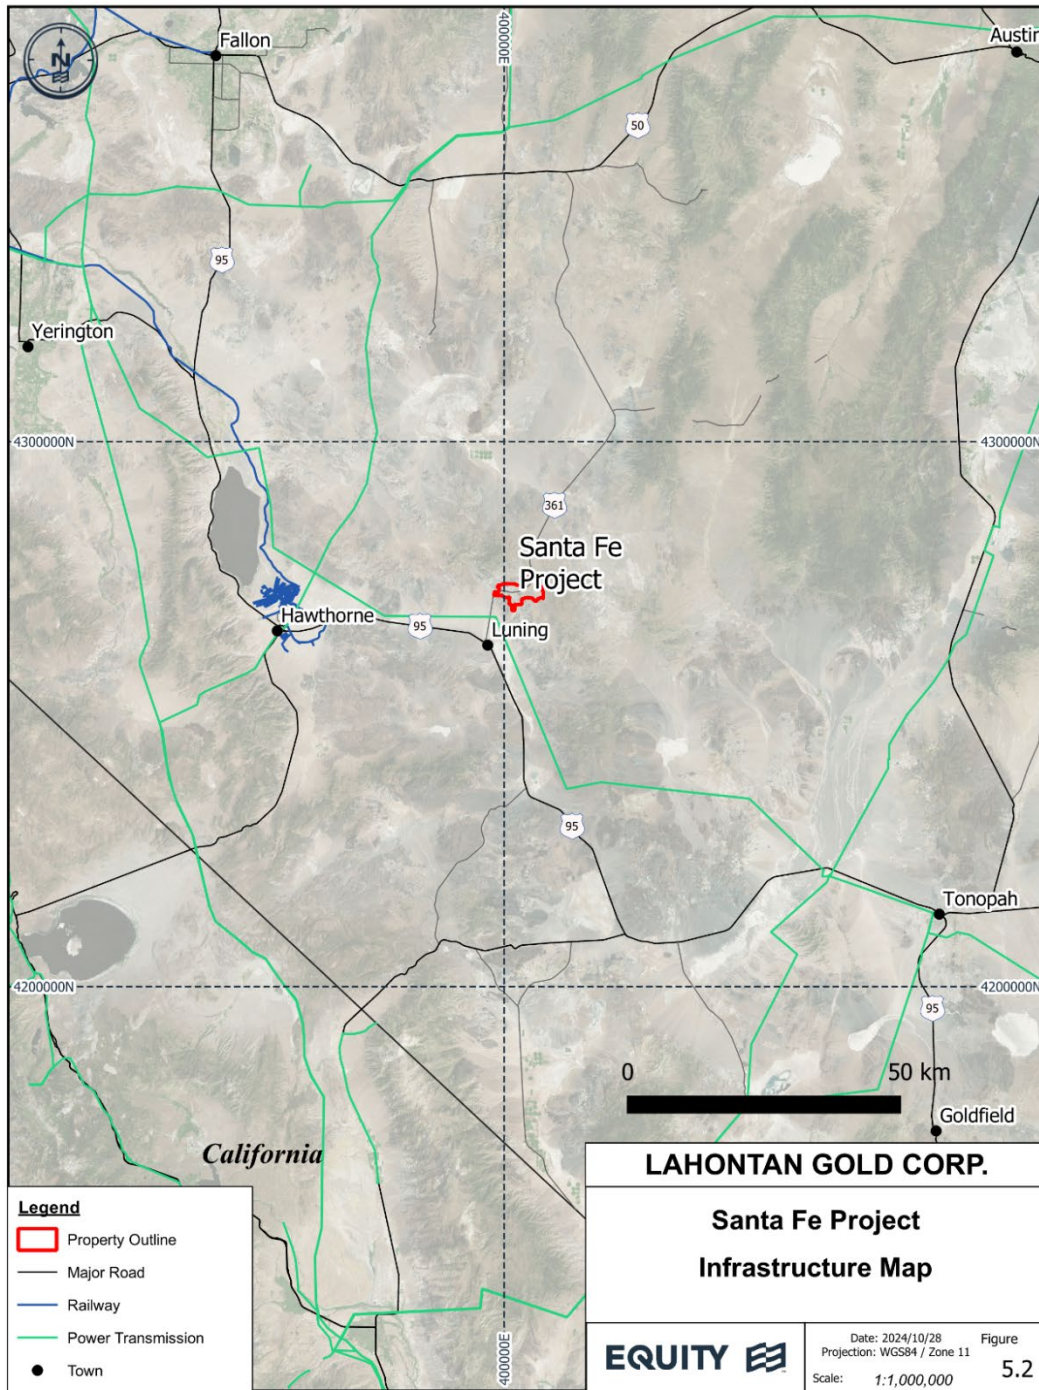 N
Fallon
4000000E
Austin
50
95
Yerington
4300000N
4300000N
361
Santa Fe
Project
Hawthorne
95
Luning
95
Tonopah
4200000N
4200000N
95
0
50 km
Goldfield
California
400000E
LAHONTAN GOLD CORP.
Santa Fe Project
Infrastructure Map
Legend
Property Outline
Major Road
Railway
Power Transmission
Town
EQUITY
Date: 2024/10/28
Projection: WGS84 / Zone 11
Scale: 1:1,000,000
Figure
5.2